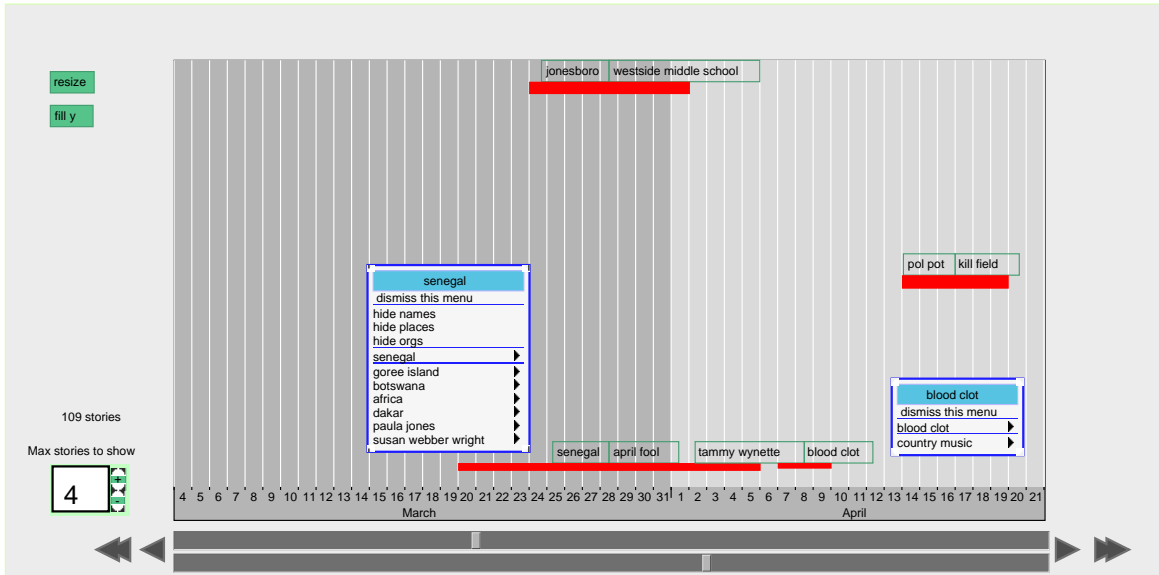 resize
fill y
jonesboro westside middle school
pol pot kill field
senegal
dismiss this menu
hide names
hide places
hide orgs
senegal
goree island
botswana
africa
dakar
paula jones
susan webber wright
blood clot
dismiss this menu
blood clot
country music
109 stories
Max stories to show
4
+
-
senegal april fool tammy wynette blood clot
4 5 6 7 8 9 10 11 12 13 14 15 16 17 18 19 20 21 22 23 24 25 26 27 28 29 30 31 1 2 3 4 5 6 7 8 9 10 11 12 13 14 15 16 17 18 19 20 21
March April